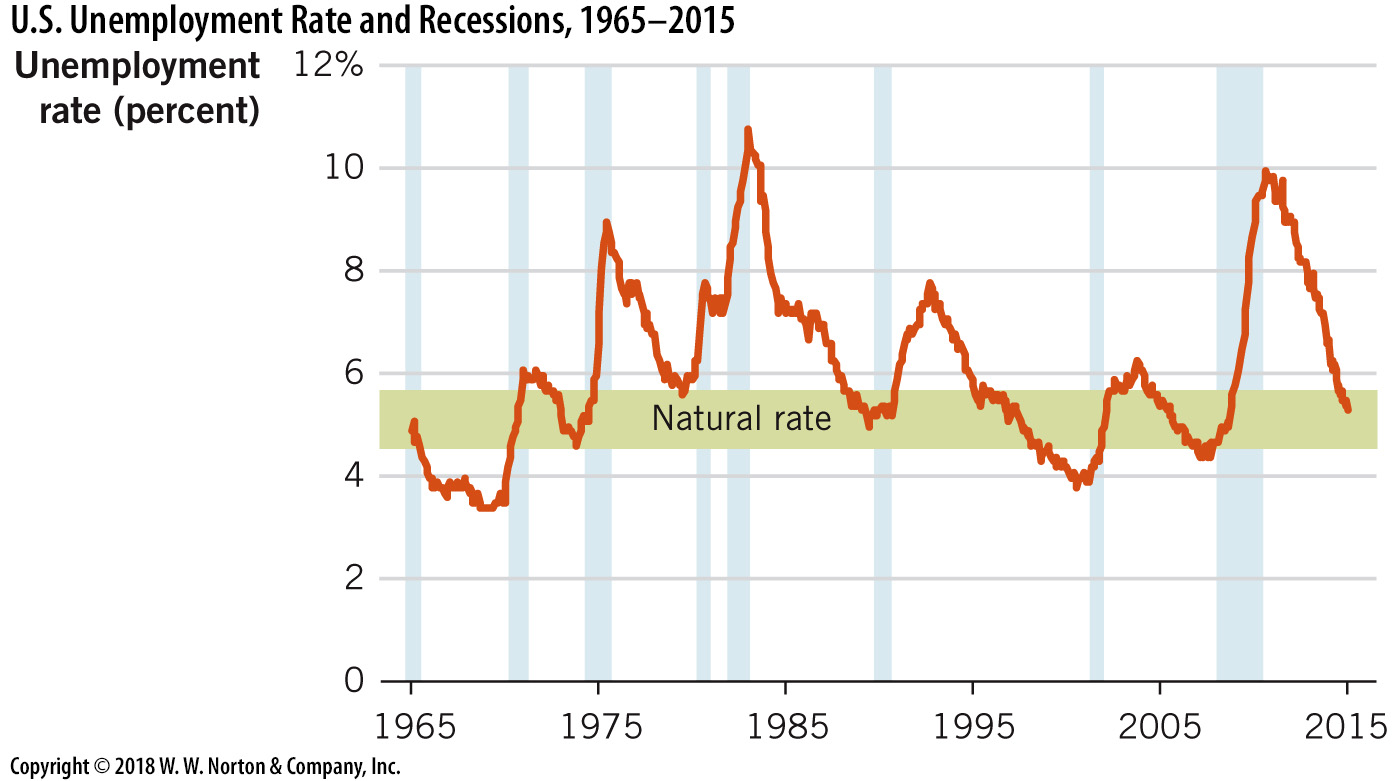 U.S. Unemployment Rate and Recessions, 1965–2015
Unemployment
rate (percent)
12%
10
8
6
4
2
0
Natural rate
1965
1975
1985
1995
2005
2015
Copyright © 2018 W. W. Norton & Company, Inc.